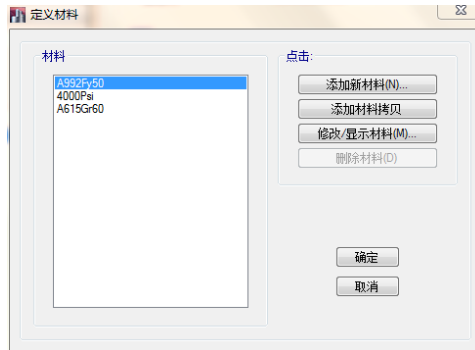 定义材料
材料
A992Fy50
4000Psi
A615Gr60
点击:
添加新材料(N)...
添加材料拷贝
修改/显示材料(M)...
删除材料(D)
确定
取消